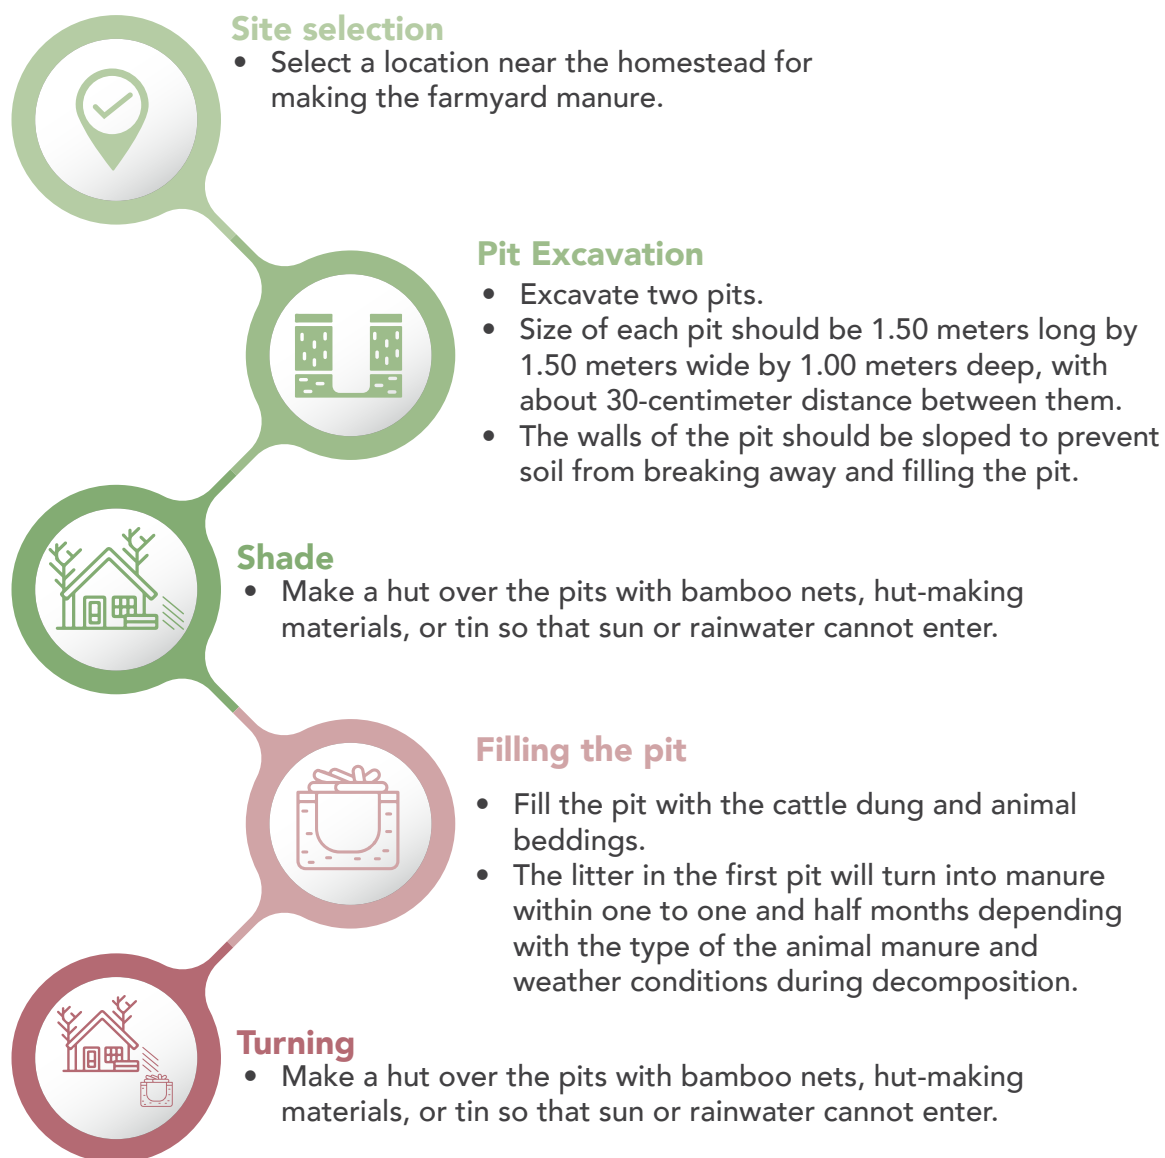 Site selection
• Select a location near the homestead for
making the farmyard manure.
Pit Excavation
• Excavate two pits.
• Size of each pit should be 1.50 meters long by
1.50 meters wide by 1.00 meters deep, with
about 30-centimeter distance between them.
• The walls of the pit should be sloped to prevent
soil from breaking away and filling the pit.
Shade
• Make a hut over the pits with bamboo nets, hut-making
materials, or tin so that sun or rainwater cannot enter.
Filling the pit
• Fill the pit with the cattle dung and animal
beddings.
• The litter in the first pit will turn into manure
within one to one and half months depending
with the type of the animal manure and
weather conditions during decomposition.
Turning
• Make a hut over the pits with bamboo nets, hut-making
materials, or tin so that sun or rainwater cannot enter.